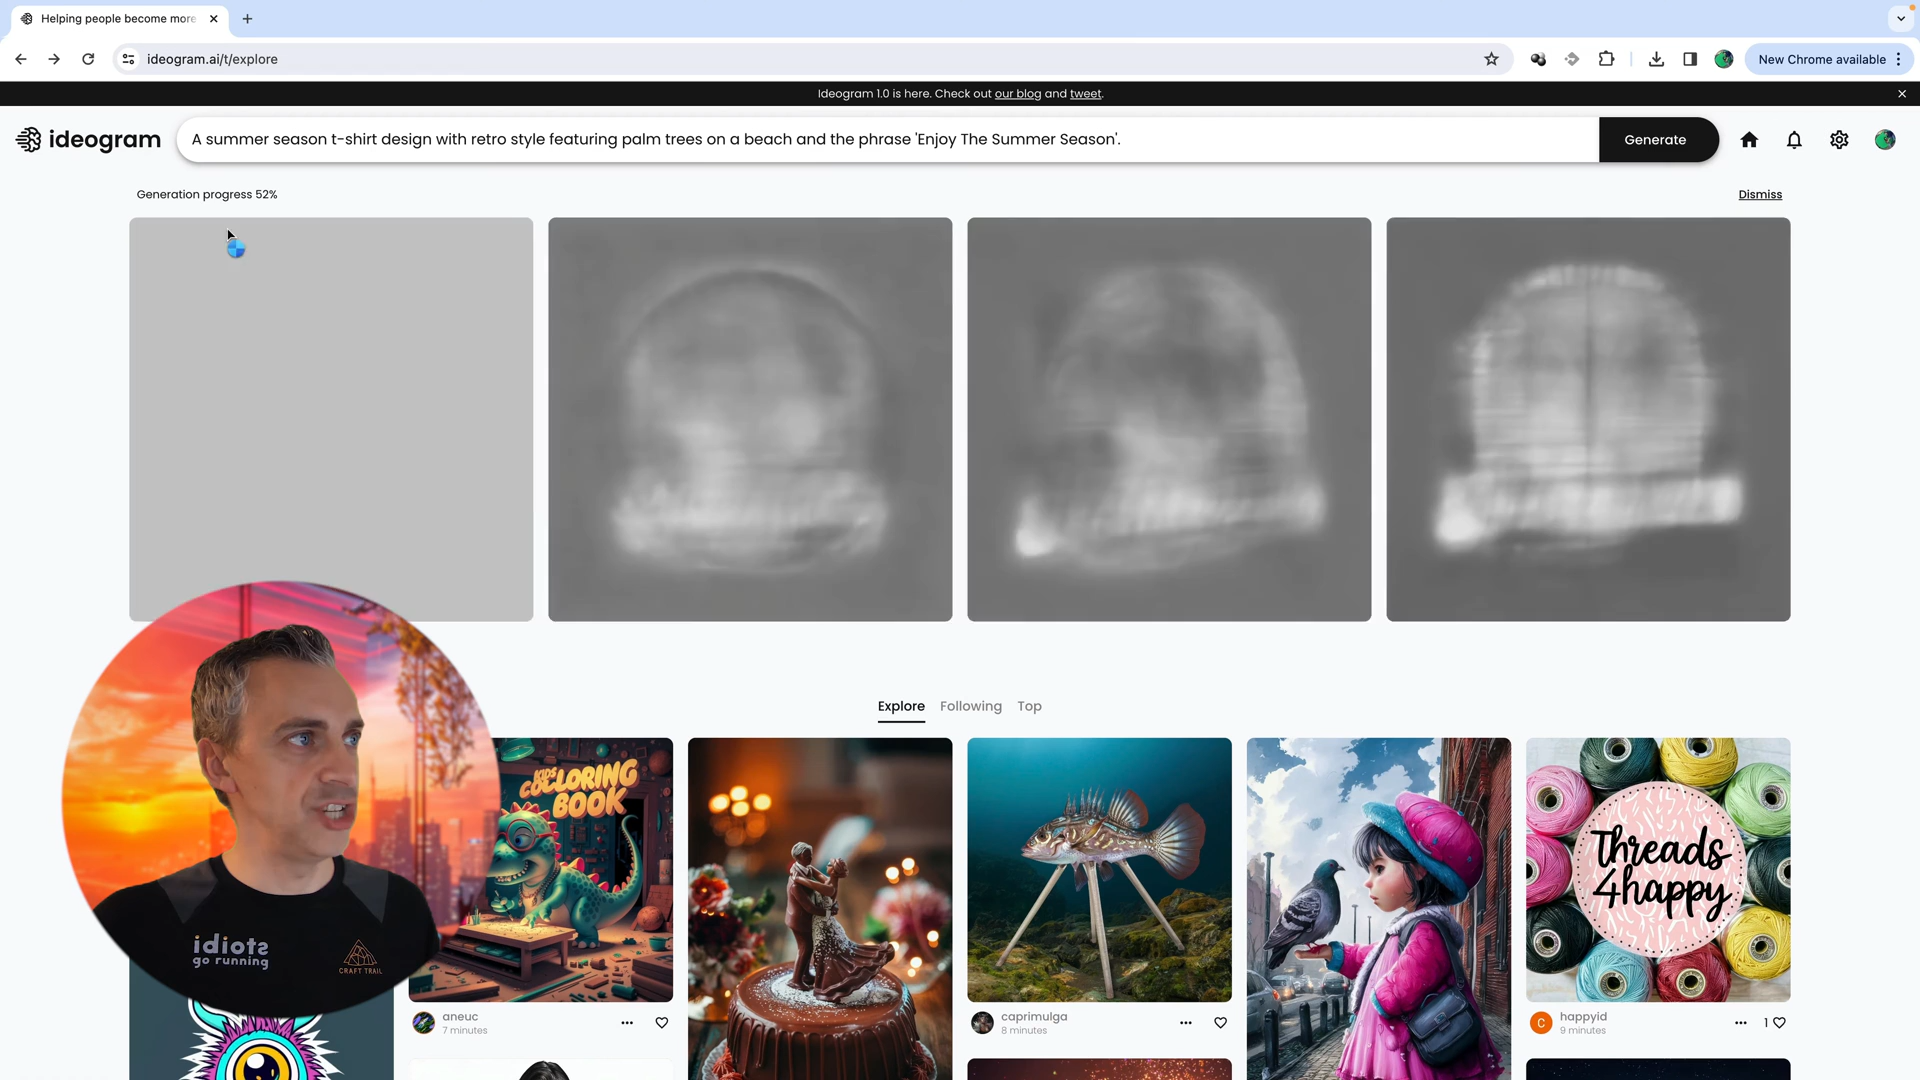 Helping people become more
ideogram.ai/t/explore
New Chrome available
Ideogram 1.0 is here. Check out our blog and tweet.
ideogram
A summer season t-shirt design with retro style featuring palm trees on a beach and the phrase 'Enjoy The Summer Season'.
Generate
Generation progress 52%
Dismiss
Explore
Following
Top
KIDS
COLORING
BOOK
Threads
4happy
idiots
go running
CRAFT TRAIL
aneuc
7 minutes
caprimulga
8 minutes
C
happyid
9 minutes
1